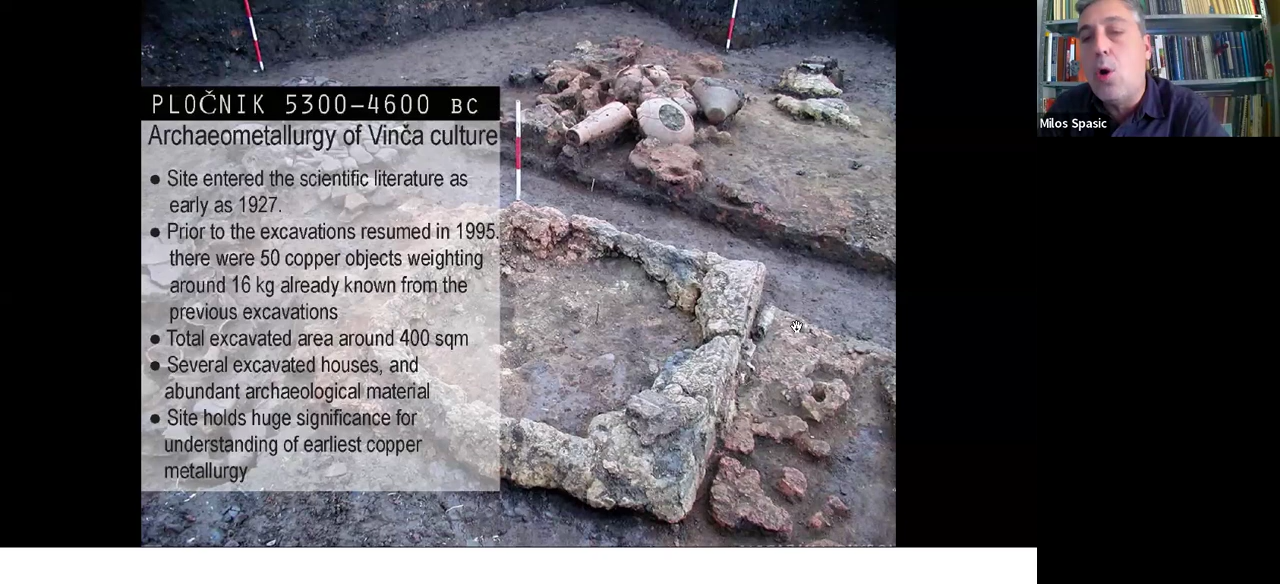 PLOČNIK 5300–4600 BC
Archaeometallurgy of Vinča culture
● Site entered the scientific literature as
early as 1927.
● Prior to the excavations resumed in 1995.
there were 50 copper objects weighting
around 16 kg already known from the
previous excavations
● Total excavated area around 400 sqm
● Several excavated houses, and
abundant archaeological material
● Site holds huge significance for
understanding of earliest copper
metallurgy
Milos Spasic